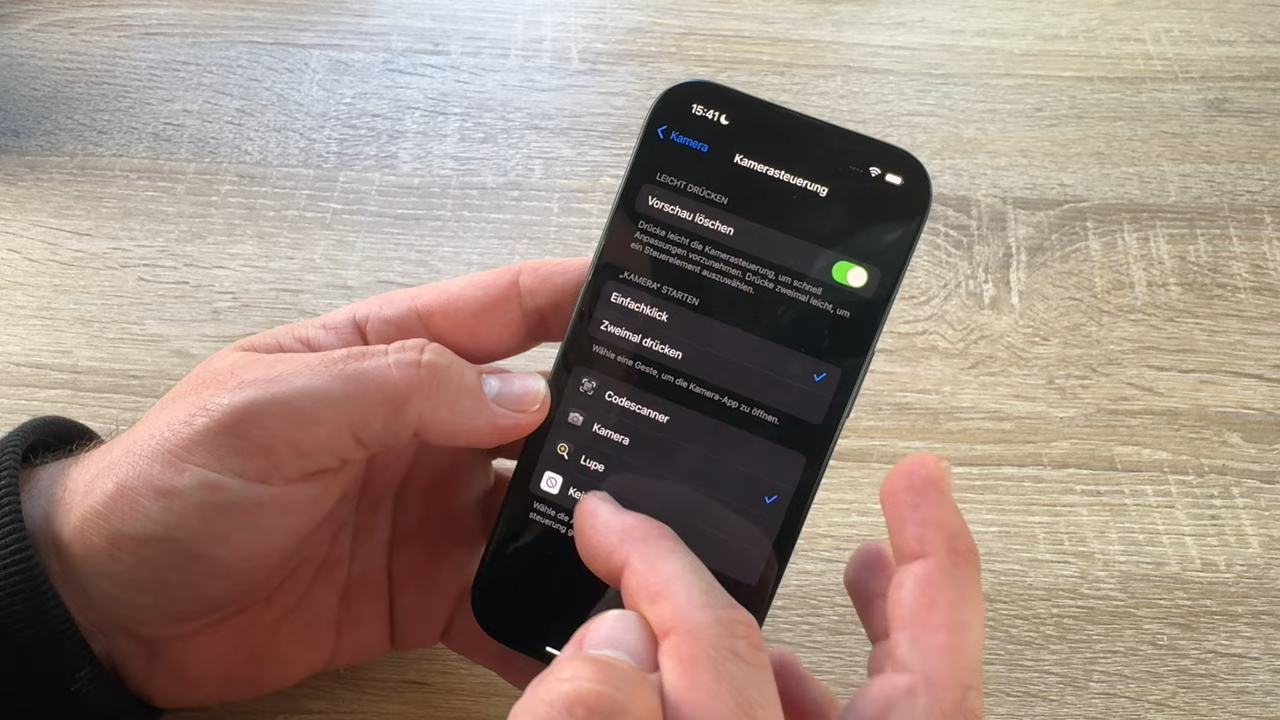 15:41
Kamera
Kamerasteuerung
LEICHT DRÜCKEN
Vorschau löschen
Drücke leicht die Kamerasteuerung, um schnell
Anpassungen vorzunehmen. Drücke zweimal leicht, um
ein Steuerelement auszuwählen.
„KAMERA" STARTEN
Einfachklick
Zweimal drücken
Wähle eine Geste, um die Kamera-App zu öffnen.
Codescanner
Kamera
Lupe
Wähle die